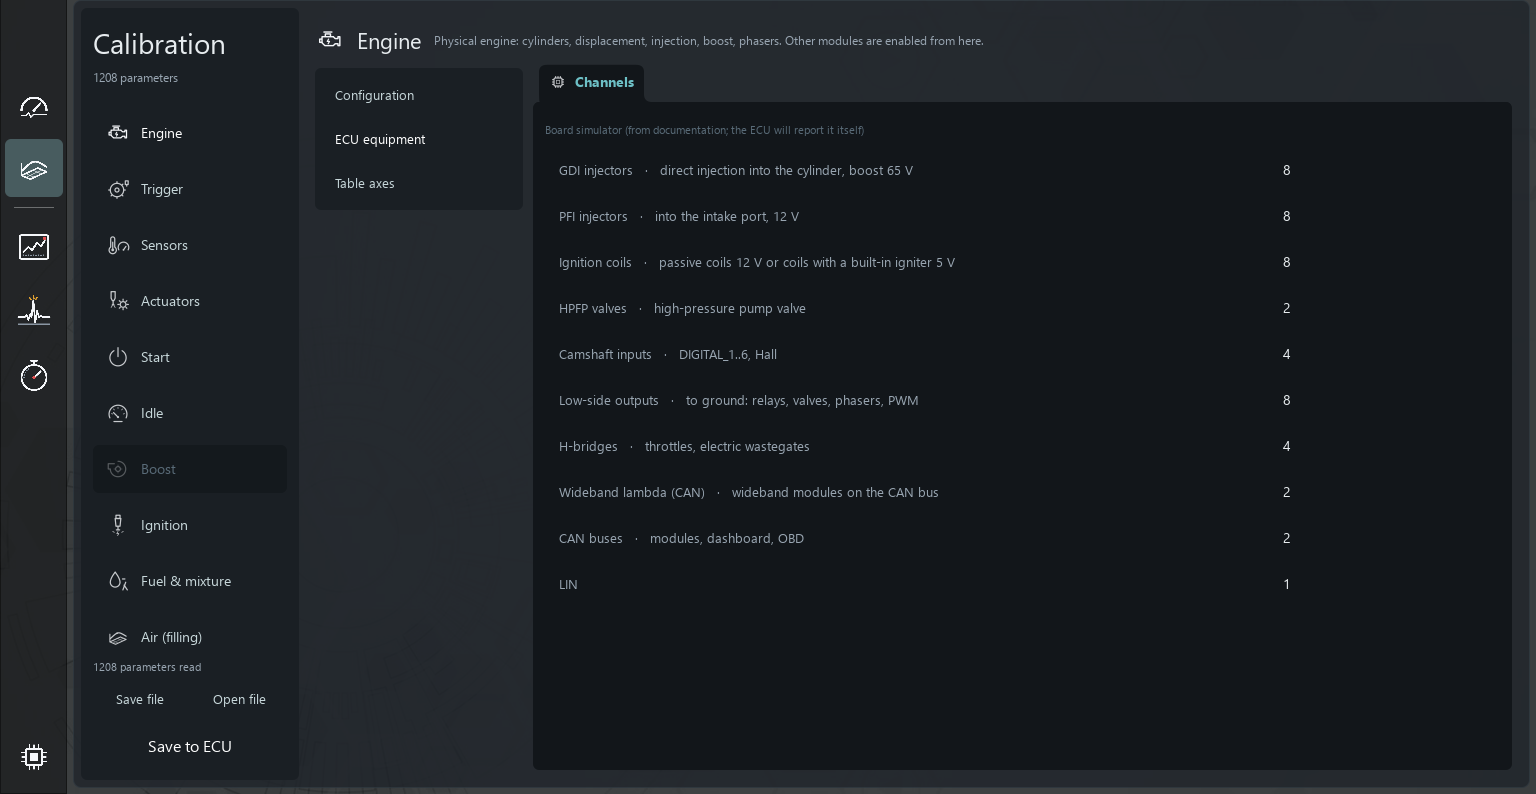 Calibration
1208 parameters
Engine
Trigger
Sensors
Actuators
Start
Idle
Boost
Ignition
Fuel & mixture
Air (filling)
1208 parameters read
Save file Open file
Save to ECU
Engine Physical engine: cylinders, displacement, injection, boost, phasers. Other modules are enabled from here.
Configuration
ECU equipment
Table axes
Channels
Board simulator (from documentation; the ECU will report it itself)
GDI injectors · direct injection into the cylinder, boost 65 V 8
PFI injectors · into the intake port, 12 V 8
Ignition coils · passive coils 12 V or coils with a built-in igniter 5 V 8
HPFP valves · high-pressure pump valve 2
Camshaft inputs · DIGITAL_1..6, Hall 4
Low-side outputs · to ground: relays, valves, phasers, PWM 8
H-bridges · throttles, electric wastegates 4
Wideband lambda (CAN) · wideband modules on the CAN bus 2
CAN buses · modules, dashboard, OBD 2
LIN 1